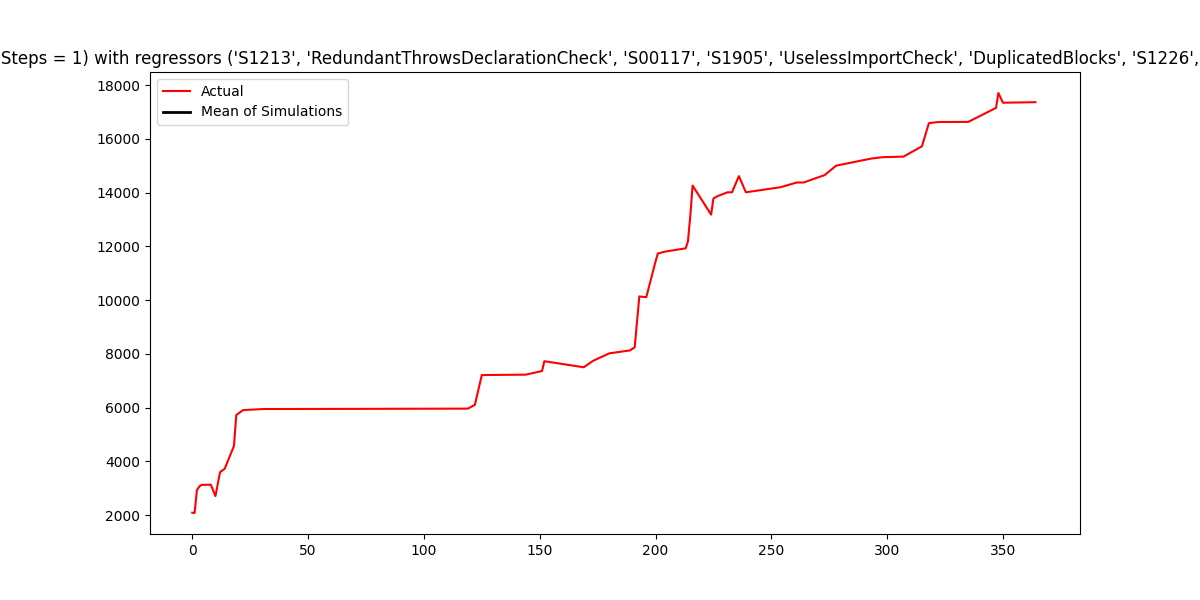 Steps = 1) with regressors ('S1213', 'RedundantThrowsDeclarationCheck', 'S00117', 'S1905', 'UselessImportCheck', 'DuplicatedBlocks', 'S1226',
Actual
Mean of Simulations
18000
16000
14000
12000
10000
8000
6000
4000
2000
0 50 100 150 200 250 300 350